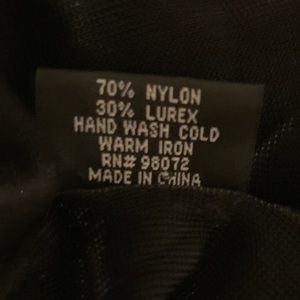 70% NYLON
30% LUREX
HAND WASH COLD
WARM IRON
RN# 98072
MADE IN CHINA